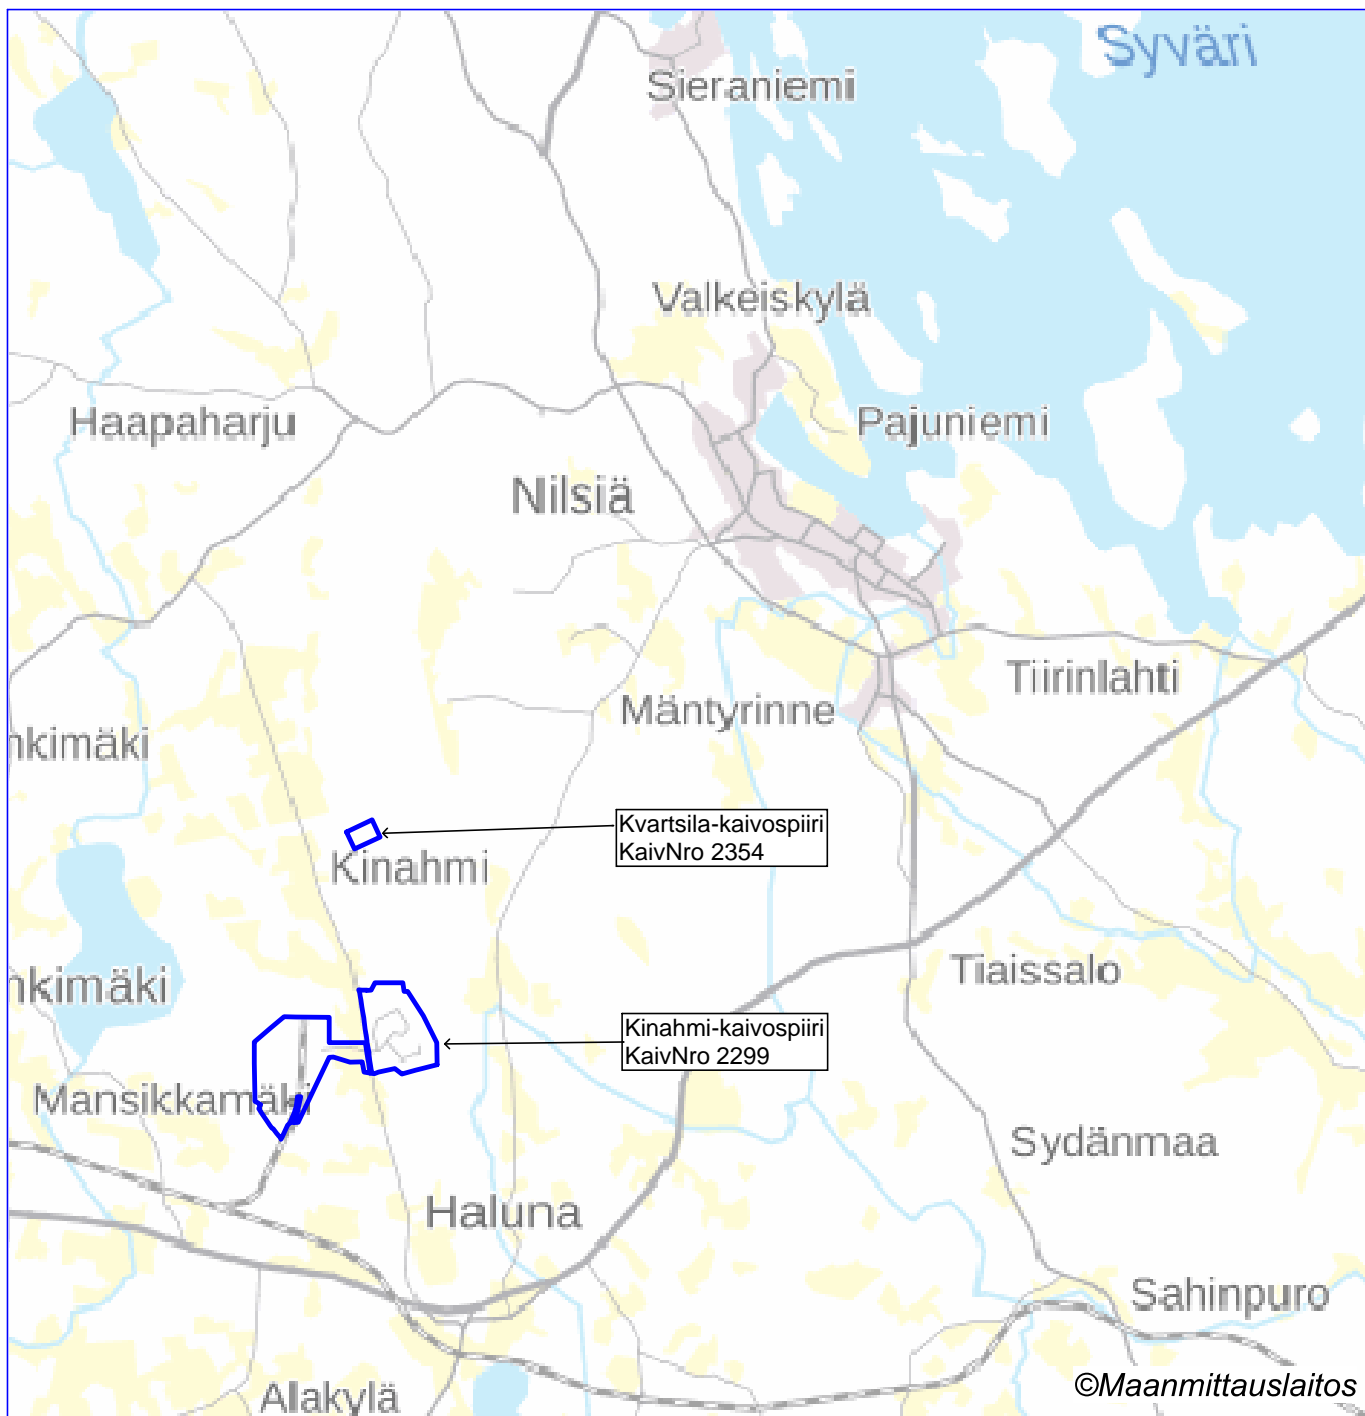 Syväri
Sieraniemi
Valkeiskylä
Haapaharju
Pajuniemi
Nilsiä
Tiirinlahti
Mäntyrinne
nkimäki
Kvartsila-kaivospiiri
KaivNro 2354
Kinahmi
Tiaissalo
nkimäki
Kinahmi-kaivospiiri
KaivNro 2299
Mansikkamäki
Sydänmaa
Haluna
Sahinpuro
Alakylä
©Maanmittauslaitos